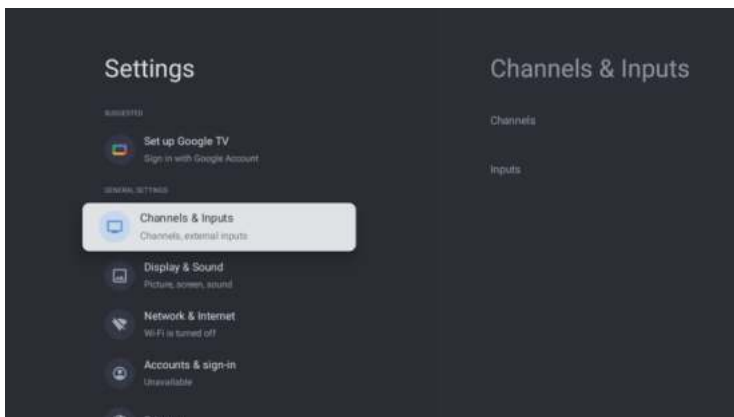 Settings
SUGGESTED
Set up Google TV
Sign in with Google Account
GENERAL SETTINGS
Channels & Inputs
Channels, external inputs
Display & Sound
Picture, screen, sound
Network & Internet
Wi-Fi is turned off
Accounts & sign-in
Unavailable
Channels & Inputs
Channels
Inputs